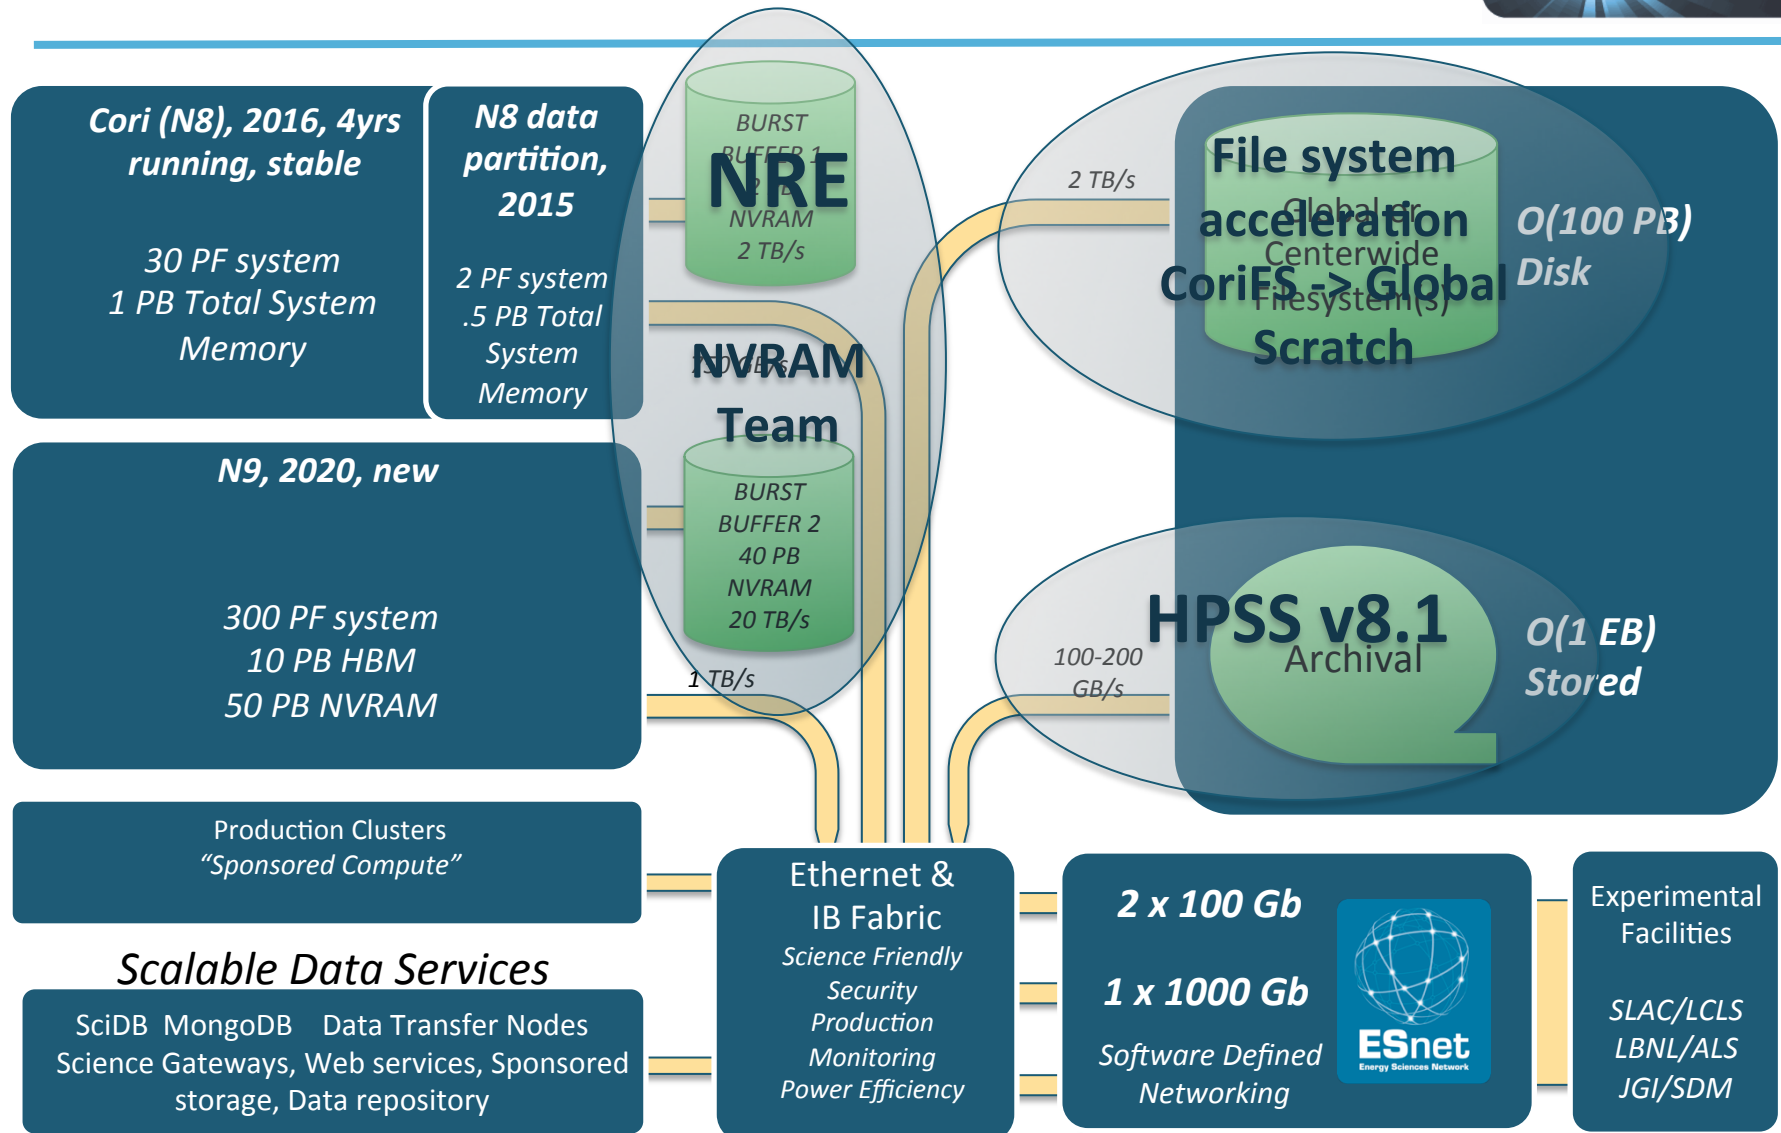 Cori (N8), 2016, 4yrs
running, stable
30 PF system
1 PB Total System
Memory
N8 data
partition,
2015
2 PF system
.5 PB Total
System
Memory
BURST
BUFFER 1
NVRAM
2 TB/s
NRE
NVRAM
Team
BURST
BUFFER 2
40 PB
NVRAM
20 TB/s
1 TB/s
2 TB/s
File system
acceleration
CoriFS -> Global
Scratch
Global or
Centerwide
Filesystem(s)
O(100 PB)
Disk
N9, 2020, new
300 PF system
10 PB HBM
50 PB NVRAM
100-200
GB/s
HPSS v8.1
Archival
O(1 EB)
Stored
Production Clusters
“Sponsored Compute”
Scalable Data Services
SciDB MongoDB Data Transfer Nodes
Science Gateways, Web services, Sponsored
storage, Data repository
Ethernet &
IB Fabric
Science Friendly
Security
Production
Monitoring
Power Efficiency
2 x 100 Gb
1 x 1000 Gb
Software Defined
Networking
ESnet
Energy Sciences Network
Experimental
Facilities
SLAC/LCLS
LBNL/ALS
JGI/SDM